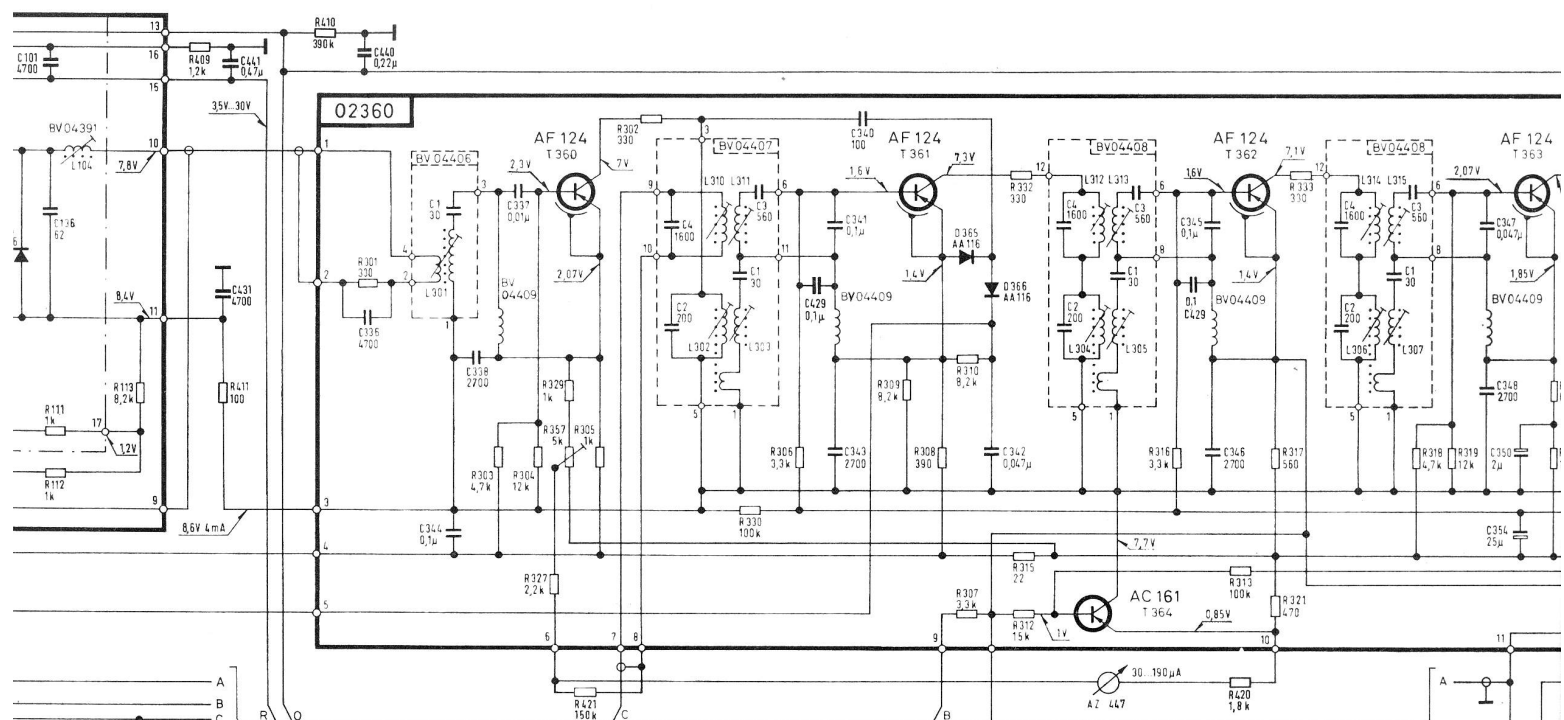 13
R410
390k
C440
0,22µ
16
C101
4700
R409
1,2k
C441
0,47µ
15
3,5V...30V
02360
BV04391
L104
10
7,8V
C136
62
6
8,4V
11
C431
4700
R113
8,2k
R411
100
R111
1k
17
1,2V
R112
1k
9
8,6V 4mA
A
B
C
R
O
1
2
3
4
5
BV04406
C1
30
3
4
2
1
L301
R301
330
C336
4700
C337
0,01µ
2,3V
AF 124
T 360
7V
2,07V
BV
04409
C338
2700
R329
1k
R357
5k
R305
1k
R303
4,7k
R304
12k
C344
0,1µ
R327
2,2k
6
7
8
R421
150k
C
R302
330
3
BV04407
L310
L311
9
C4
1600
10
C3
560
6
11
C1
30
C2
200
L302
L303
5
1
C340
100
AF 124
T 361
1,6V
7,3V
C341
0,1µ
1,4V
C429
0,1µ
BV04409
D365
AA116
D366
AA116
R309
8,2k
R310
8,2k
R306
3,3k
C343
2700
R308
390
C342
0,047µ
R330
100k
R315
22
R307
3,3k
R312
15k
1V
9
B
R332
330
12
BV04408
L312
L313
C4
1600
C3
560
6
8
C1
30
C2
200
L304
L305
5
1
AF 124
T 362
1,6V
7,1V
C345
0,1µ
1,4V
0,1
C429
BV04409
R316
3,3k
C346
2700
R317
560
7,7V
AC 161
T 364
0,85V
R313
100k
R321
470
10
30...190µA
AZ 447
R420
1,8k
R333
330
12
BV04408
L314
L315
C4
1600
C3
560
6
8
C1
30
C2
200
L306
L307
5
1
AF 124
T 363
2,07V
C347
0,047µ
1,85V
BV04409
C348
2700
R318
4,7k
R319
12k
C350
2µ
C354
25µ
11
A